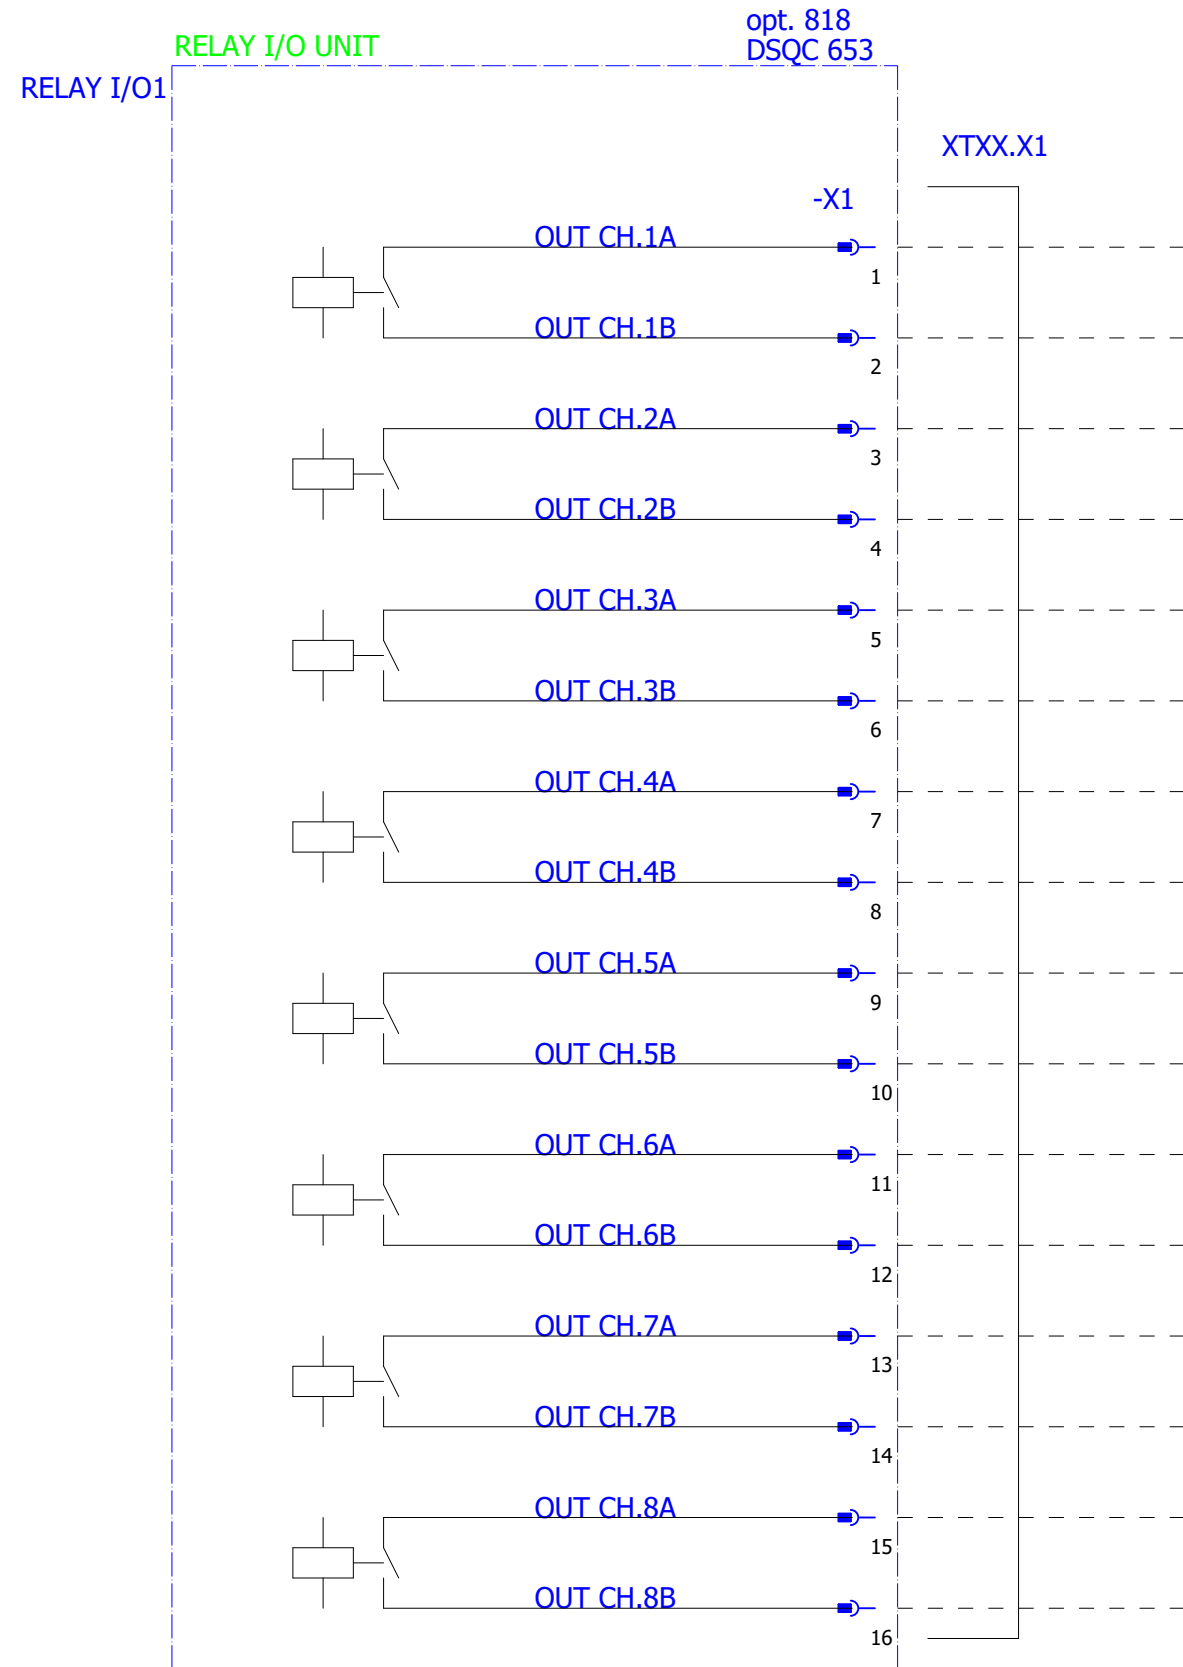 opt. 818
RELAY I/O UNIT
DSQC 653
RELAY I/O1
XTXX.X1
-X1
OUT CH.1A
1
OUT CH.1B
2
OUT CH.2A
3
OUT CH.2B
4
OUT CH.3A
5
OUT CH.3B
6
OUT CH.4A
7
OUT CH.4B
8
OUT CH.5A
9
OUT CH.5B
10
OUT CH.6A
11
OUT CH.6B
12
OUT CH.7A
13
OUT CH.7B
14
OUT CH.8A
15
OUT CH.8B
16